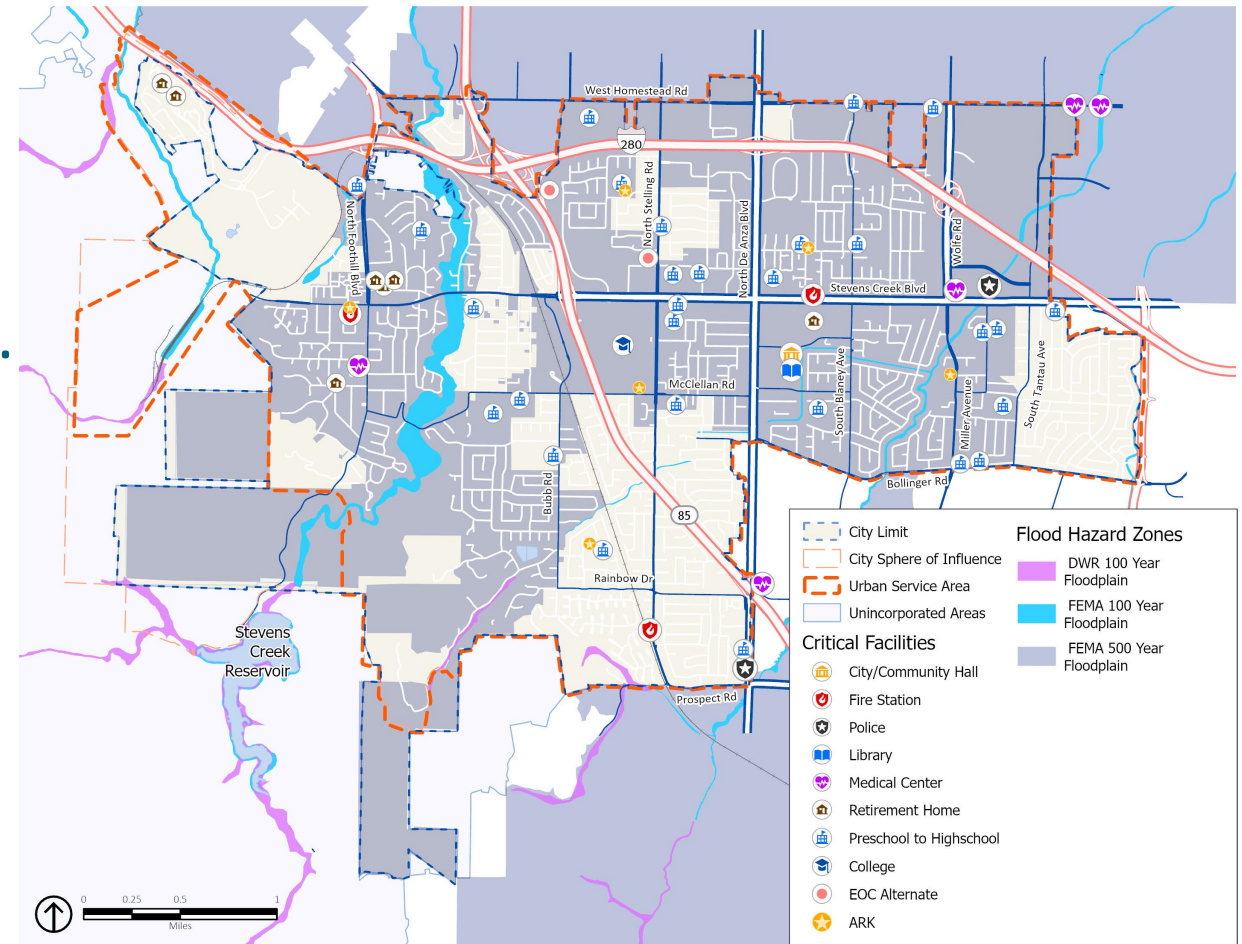 West Homestead Rd
280
North Foothill Blvd
North Stelling Rd
North De Anza Blvd
Wolfe Rd
Stevens Creek Blvd
McClellan Rd
South Blaney Ave
Miller Avenue
South Tantau Ave
Bubb Rd
Bollinger Rd
85
Rainbow Dr
Prospect Rd
Stevens
Creek
Reservoir
0 0.25 0.5 1
Miles
City Limit
City Sphere of Influence
Urban Service Area
Unincorporated Areas
Critical Facilities
City/Community Hall
Fire Station
Police
Library
Medical Center
Retirement Home
Preschool to Highschool
College
EOC Alternate
ARK
Flood Hazard Zones
DWR 100 Year
Floodplain
FEMA 100 Year
Floodplain
FEMA 500 Year
Floodplain